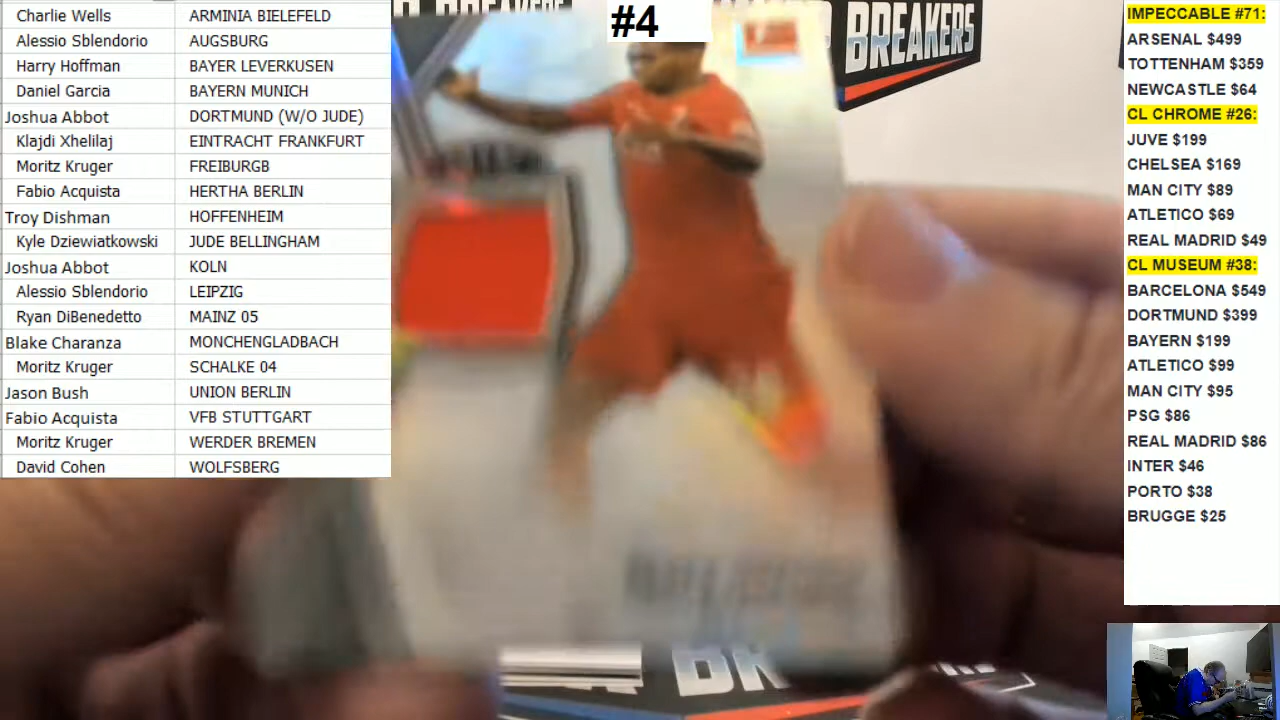 #4
BREAKERS
Charlie Wells ARMINIA BIELEFELD
Alessio Sblendorio AUGSBURG
Harry Hoffman BAYER LEVERKUSEN
Daniel Garcia BAYERN MUNICH
Joshua Abbot DORTMUND (W/O JUDE)
Klajdi Xhelilaj EINTRACHT FRANKFURT
Moritz Kruger FREIBURGB
Fabio Acquista HERTHA BERLIN
Troy Dishman HOFFENHEIM
Kyle Dziewiatkowski JUDE BELLINGHAM
Joshua Abbot KOLN
Alessio Sblendorio LEIPZIG
Ryan DiBenedetto MAINZ 05
Blake Charanza MONCHENGLADBACH
Moritz Kruger SCHALKE 04
Jason Bush UNION BERLIN
Fabio Acquista VFB STUTTGART
Moritz Kruger WERDER BREMEN
David Cohen WOLFSBERG
IMPECCABLE #71:
ARSENAL $499
TOTTENHAM $359
NEWCASTLE $64
CL CHROME #26:
JUVE $199
CHELSEA $169
MAN CITY $89
ATLETICO $69
REAL MADRID $49
CL MUSEUM #38:
BARCELONA $549
DORTMUND $399
BAYERN $199
ATLETICO $99
MAN CITY $95
PSG $86
REAL MADRID $86
INTER $46
PORTO $38
BRUGGE $25